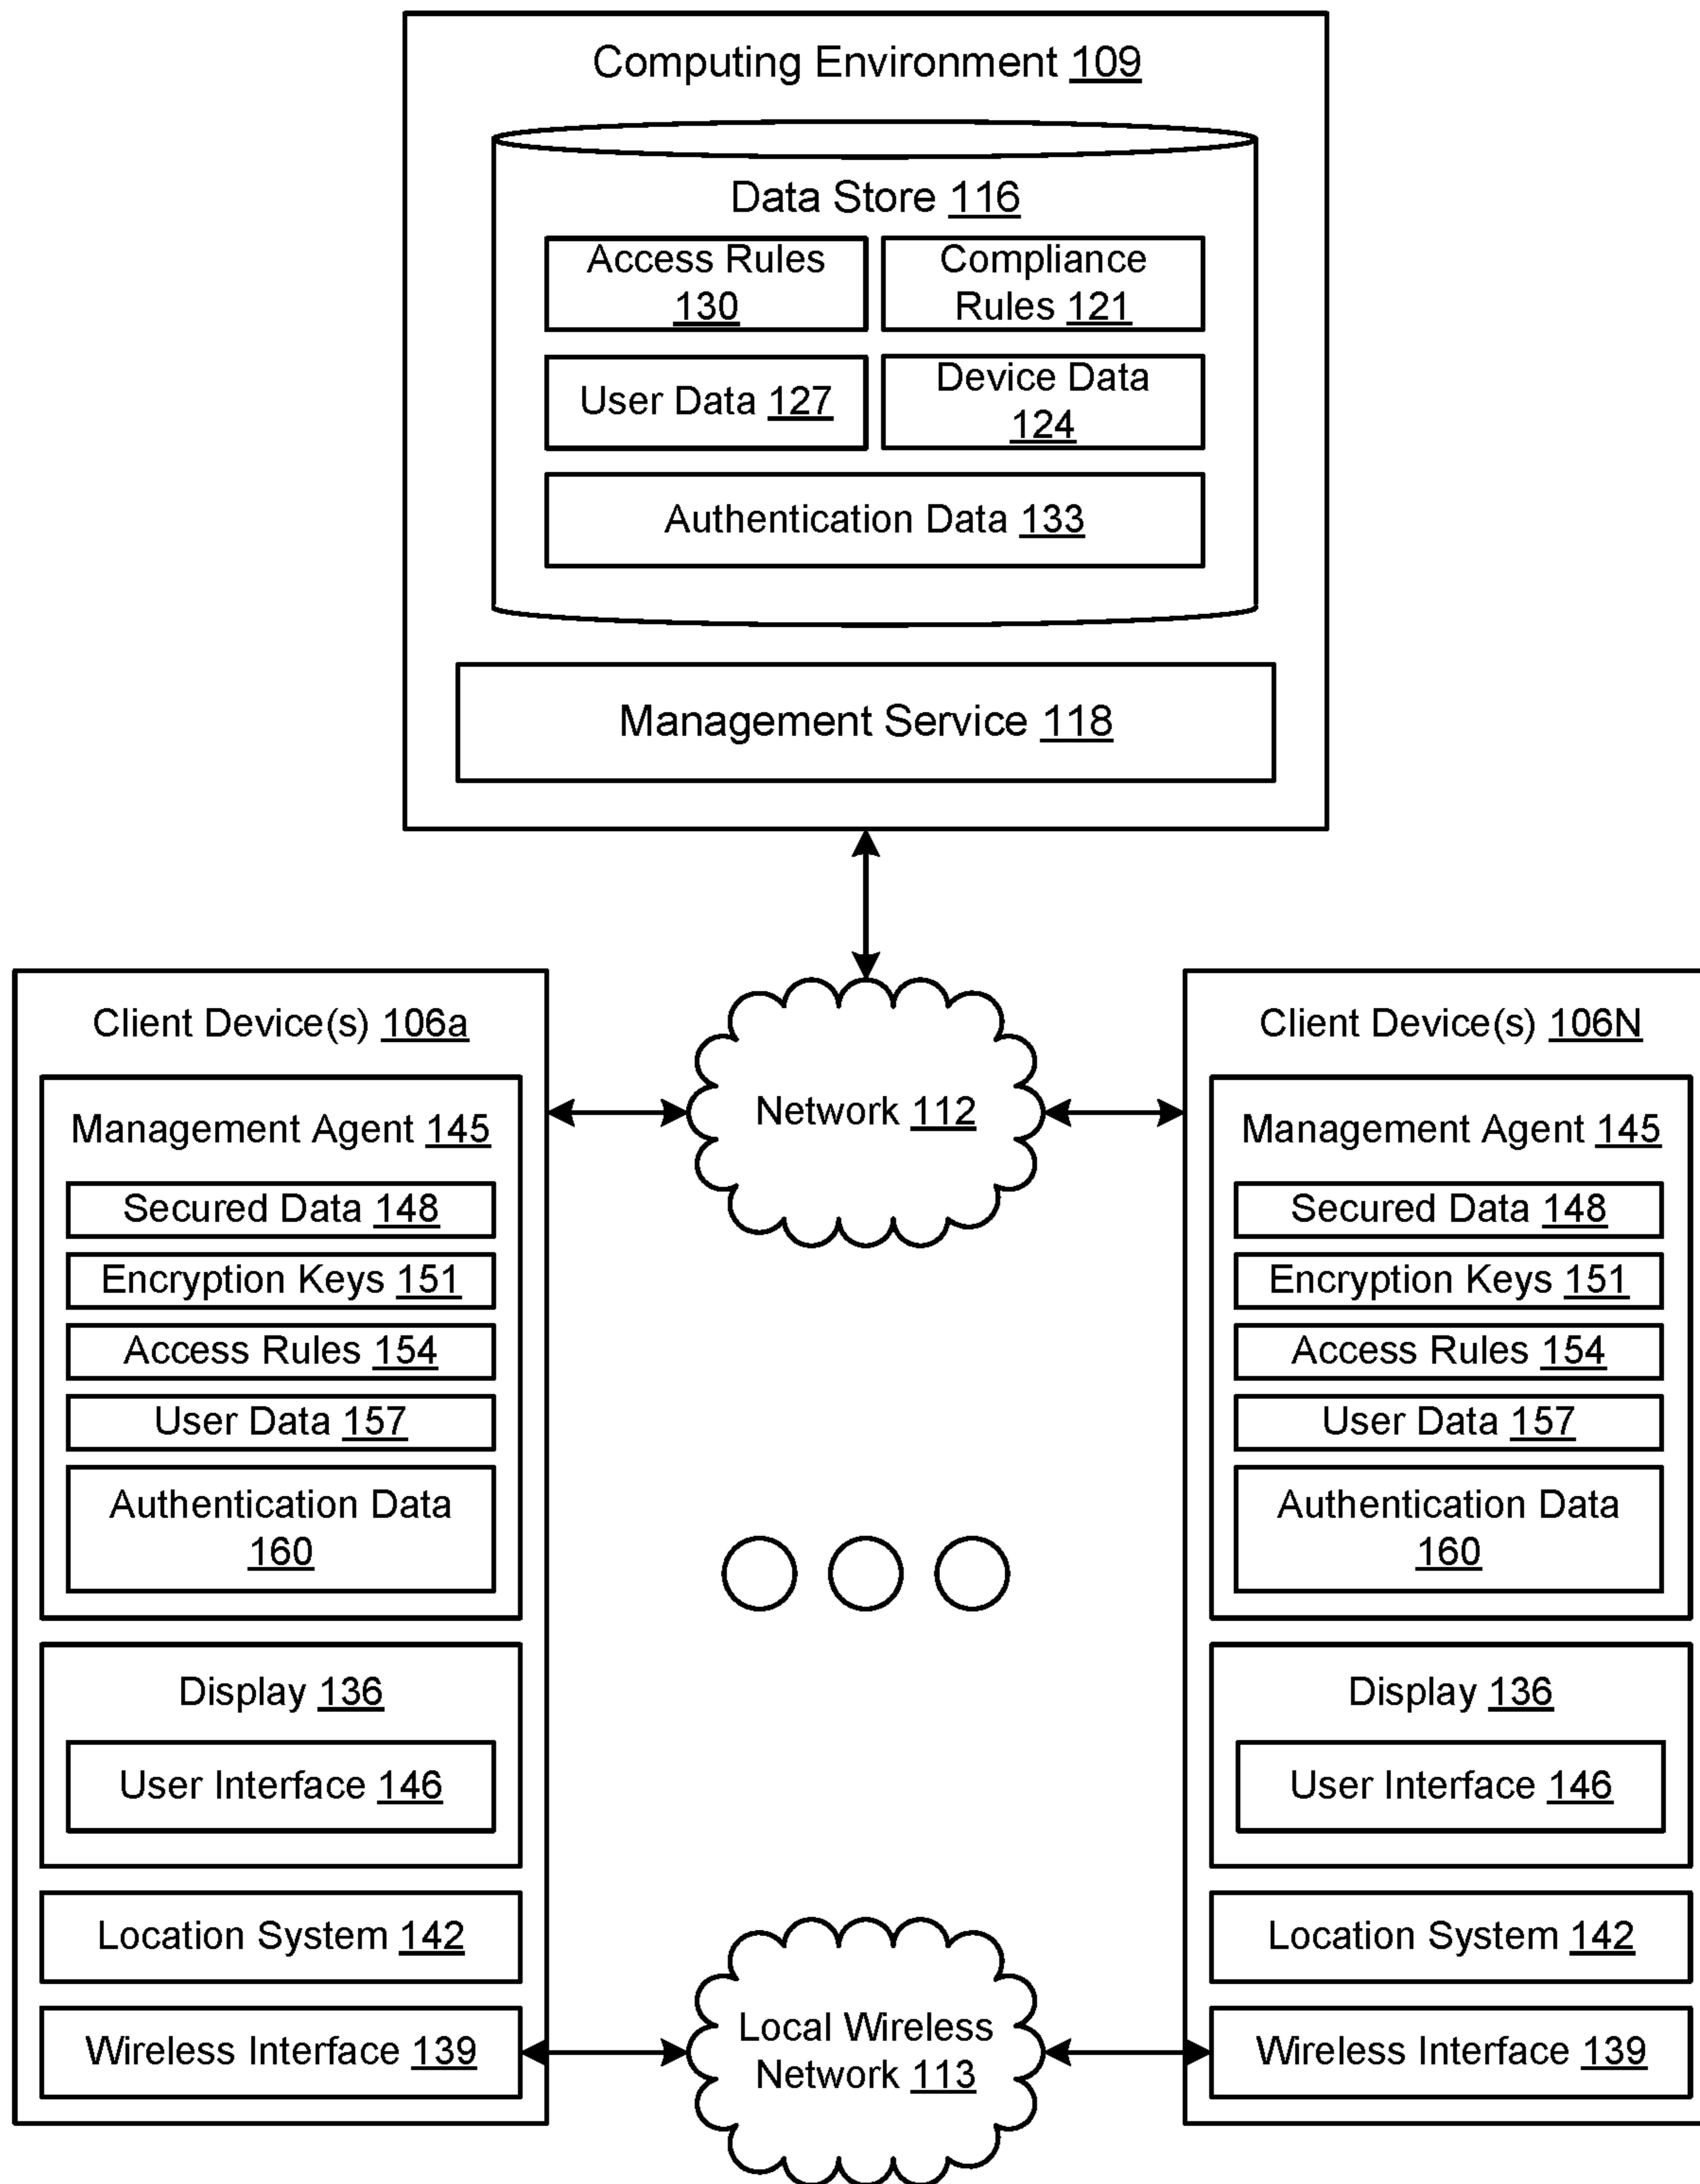 Computing Environment 109
Data Store 116
Access Rules
130
Compliance
Rules 121
User Data 127
Device Data
124
Authentication Data 133
Management Service 118
Client Device(s) 106a
Management Agent 145
Secured Data 148
Encryption Keys 151
Access Rules 154
User Data 157
Authentication Data
160
Display 136
User Interface 146
Location System 142
Wireless Interface 139
Network 112
Local Wireless
Network 113
Client Device(s) 106N
Management Agent 145
Secured Data 148
Encryption Keys 151
Access Rules 154
User Data 157
Authentication Data
160
Display 136
User Interface 146
Location System 142
Wireless Interface 139